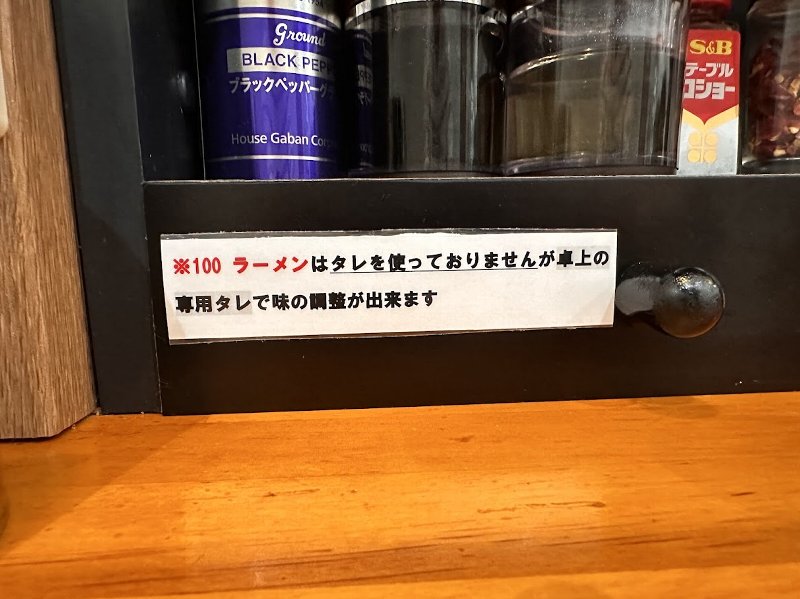 Ground
BLACK PEPP
ブラックペッパーグ
House Gaban Corp
S&B
テーブル
コショー
※100 ラーメンはタレを使っておりませんが卓上の
専用タレで味の調整が出来ます